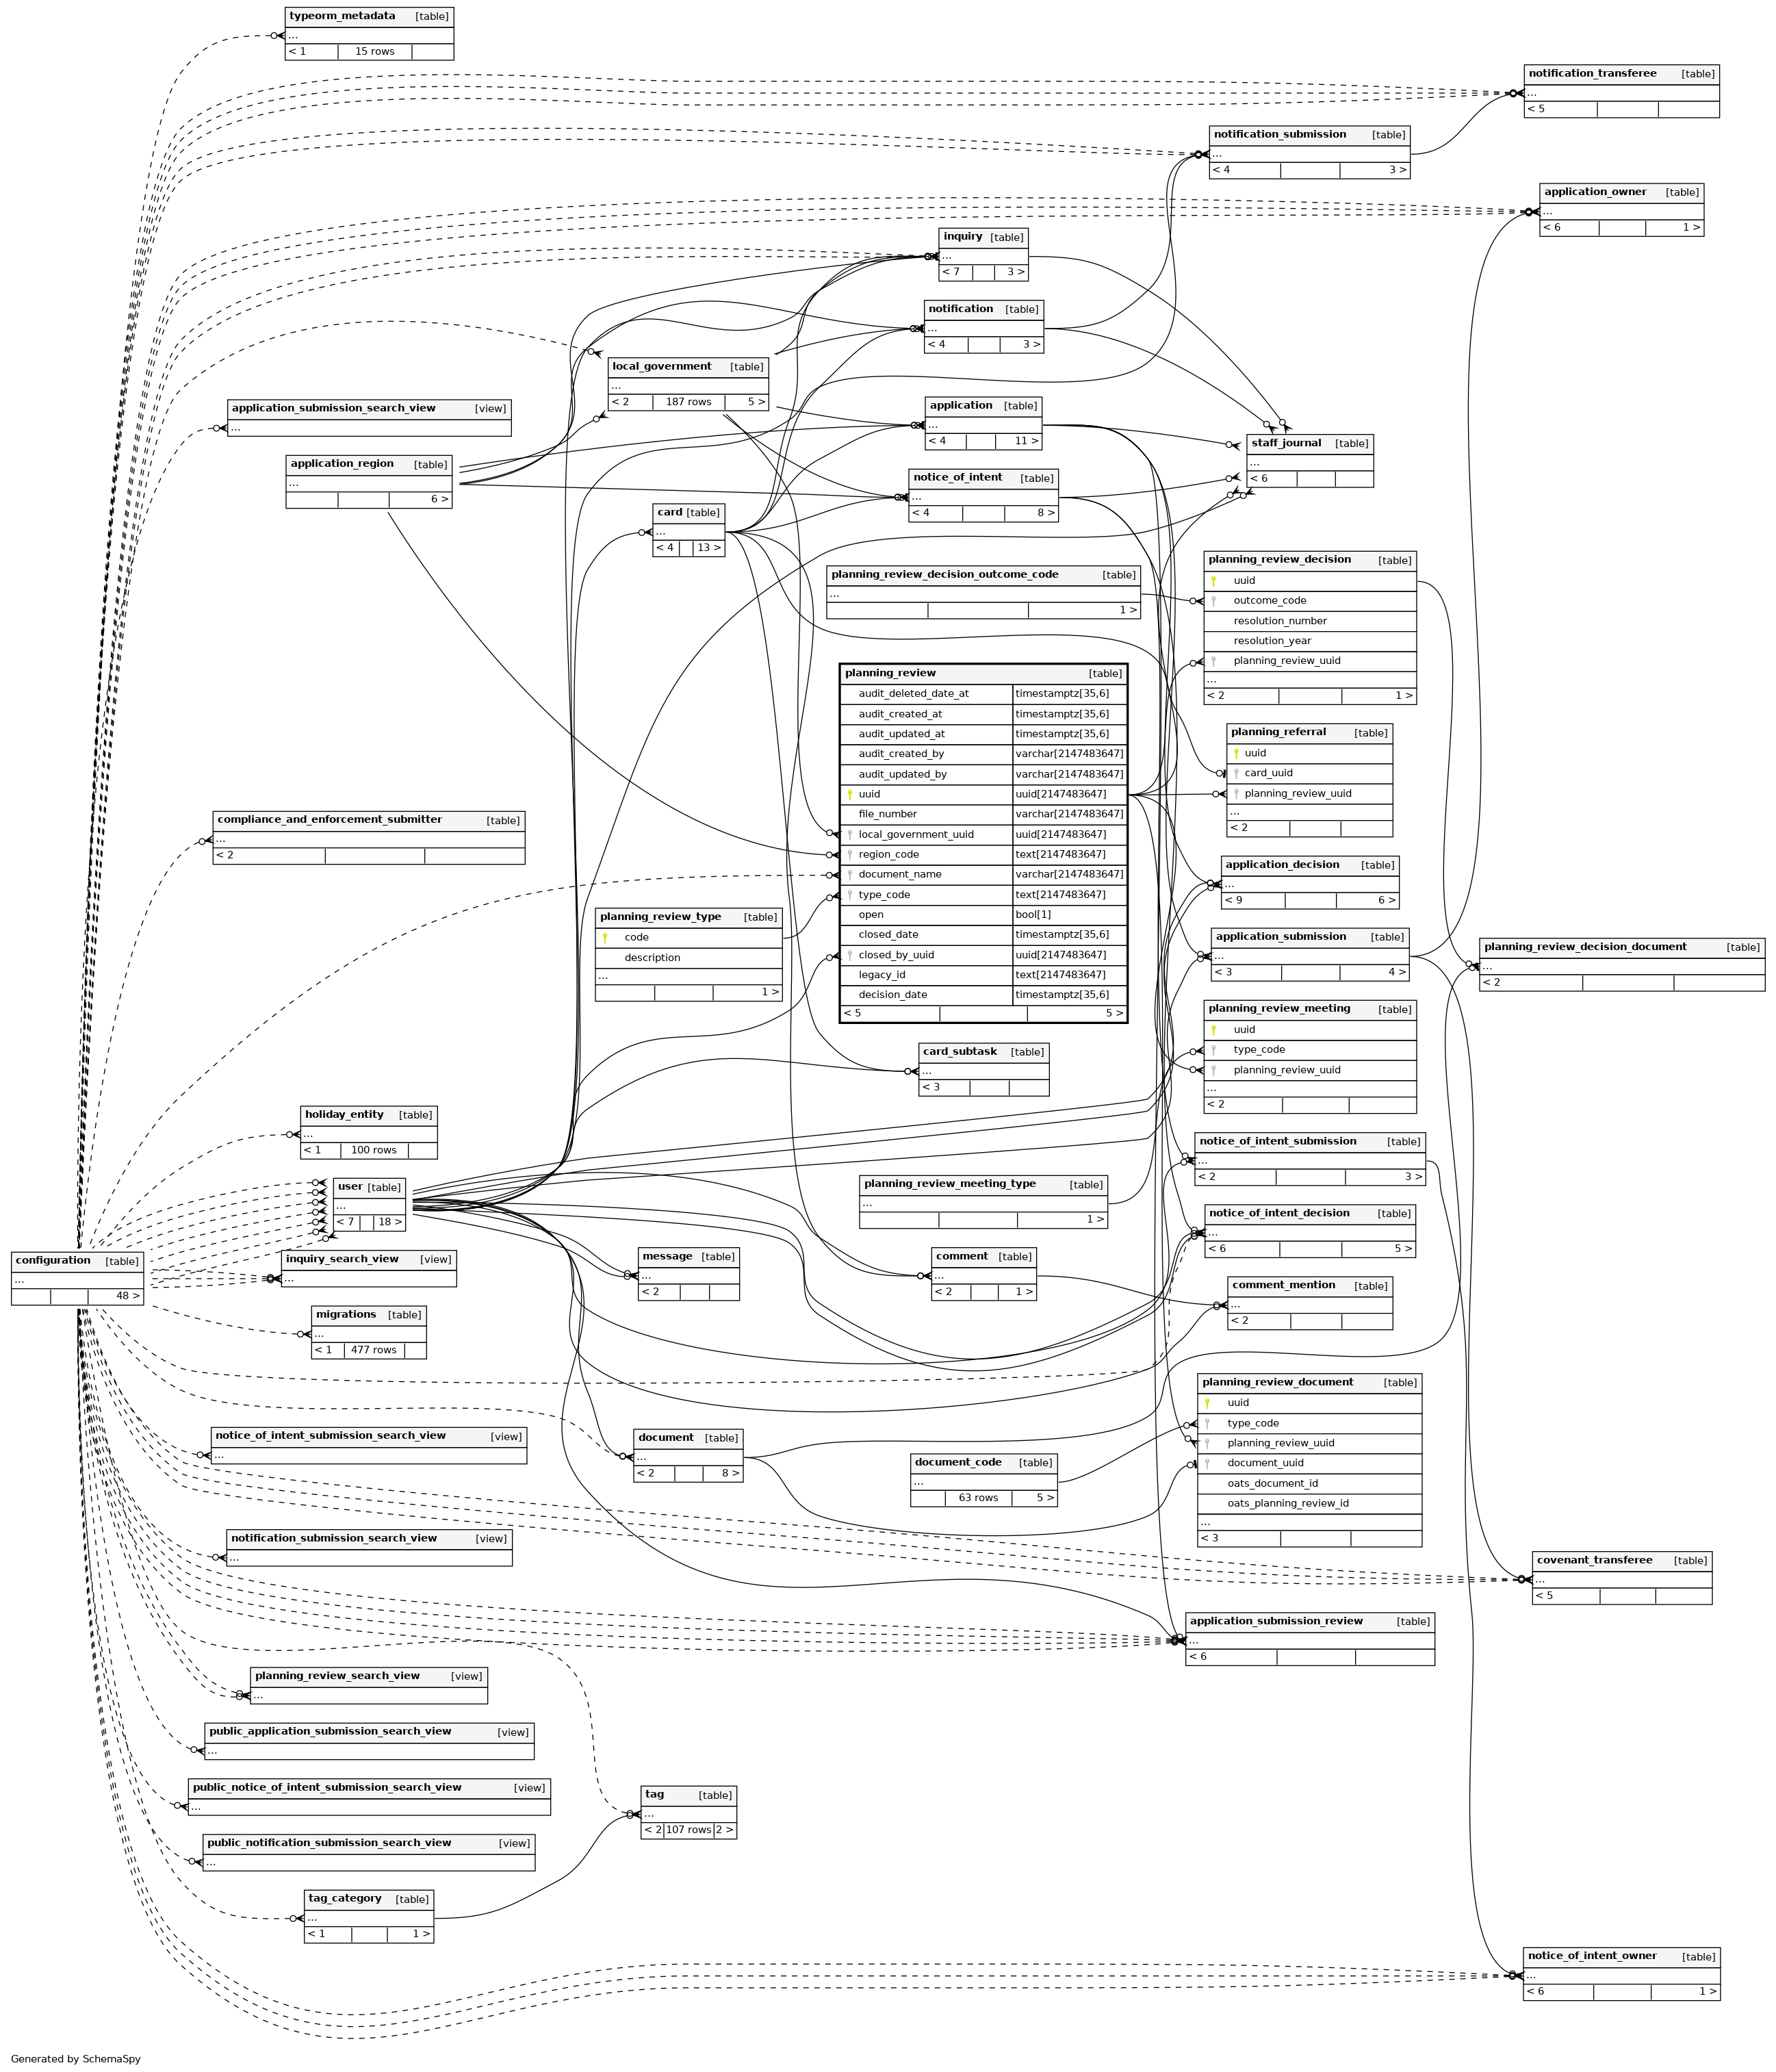 typeorm_metadata [table]
...
< 1 15 rows
notification_transferee [table]
...
< 5
notification_submission [table]
...
< 4 3 >
application_owner [table]
...
< 6 1 >
inquiry [table]
...
< 7 3 >
notification [table]
...
< 4 3 >
local_government [table]
...
< 2 187 rows 5 >
application_submission_search_view [view]
...
application [table]
...
< 4 11 >
staff_journal [table]
...
< 6
application_region [table]
...
6 >
notice_of_intent [table]
...
< 4 8 >
card [table]
...
< 4 13 >
planning_review_decision_outcome_code [table]
...
1 >
planning_review_decision [table]
uuid
outcome_code
resolution_number
resolution_year
planning_review_uuid
...
< 2 1 >
planning_review [table]
audit_deleted_date_at timestamptz[35,6]
audit_created_at timestamptz[35,6]
audit_updated_at timestamptz[35,6]
audit_created_by varchar[2147483647]
audit_updated_by varchar[2147483647]
uuid uuid[2147483647]
file_number varchar[2147483647]
local_government_uuid uuid[2147483647]
region_code text[2147483647]
document_name varchar[2147483647]
type_code text[2147483647]
open bool[1]
closed_date timestamptz[35,6]
closed_by_uuid uuid[2147483647]
legacy_id text[2147483647]
decision_date timestamptz[35,6]
< 5 5 >
planning_referral [table]
uuid
card_uuid
planning_review_uuid
...
< 2
compliance_and_enforcement_submitter [table]
...
< 2
application_decision [table]
...
< 9 6 >
planning_review_type [table]
code
description
...
1 >
application_submission [table]
...
< 3 4 >
planning_review_decision_document [table]
...
< 2
planning_review_meeting [table]
uuid
type_code
planning_review_uuid
...
< 2
card_subtask [table]
...
< 3
holiday_entity [table]
...
< 1 100 rows
notice_of_intent_submission [table]
...
< 2 3 >
user [table]
...
< 7 18 >
planning_review_meeting_type [table]
...
1 >
notice_of_intent_decision [table]
...
< 6 5 >
configuration [table]
...
48 >
inquiry_search_view [view]
...
message [table]
...
< 2
comment [table]
...
< 2 1 >
comment_mention [table]
...
< 2
migrations [table]
...
< 1 477 rows
planning_review_document [table]
uuid
type_code
planning_review_uuid
document_uuid
oats_document_id
oats_planning_review_id
...
< 3
notice_of_intent_submission_search_view [view]
...
document [table]
...
< 2 8 >
document_code [table]
...
63 rows 5 >
notification_submission_search_view [view]
...
covenant_transferee [table]
...
< 5
application_submission_review [table]
...
< 6
planning_review_search_view [view]
...
public_application_submission_search_view [view]
...
public_notice_of_intent_submission_search_view [view]
...
tag [table]
...
< 2 107 rows 2 >
public_notification_submission_search_view [view]
...
tag_category [table]
...
< 1 1 >
notice_of_intent_owner [table]
...
< 6 1 >
Generated by SchemaSpy